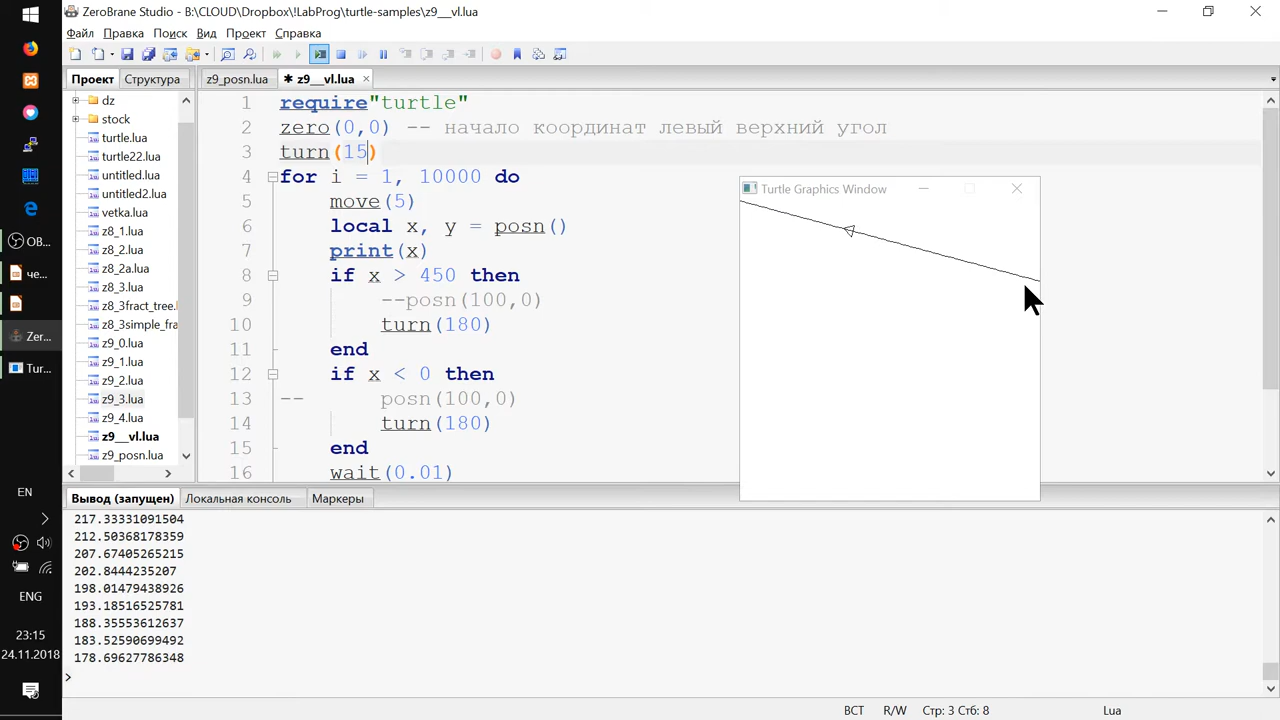 ZeroBrane Studio - B:\CLOUD\Dropbox\!LabProg\turtle-samples\z9__vl.lua
Файл Правка Поиск Вид Проект Справка
Проект Структура
z9_posn.lua ✱ z9__vl.lua
dz
stock
turtle.lua
turtle22.lua
untitled.lua
untitled2.lua
vetka.lua
z8_1.lua
z8_2.lua
z8_2a.lua
z8_3.lua
z8_3fract_tree.l
z8_3simple_fra
z9_0.lua
z9_1.lua
z9_2.lua
z9_3.lua
z9_4.lua
z9__vl.lua
z9_posn.lua
1 require"turtle"
2 zero(0,0) -- начало координат левый верхний угол
3 turn(15)
4 for i = 1, 10000 do
5 move(5)
6 local x, y = posn()
7 print(x)
8 if x > 450 then
9 --posn(100,0)
10 turn(180)
11 end
12 if x < 0 then
13 -- posn(100,0)
14 turn(180)
15 end
16 wait(0.01)
Turtle Graphics Window
Вывод (запущен) Локальная консоль Маркеры
217.33331091504
212.50368178359
207.67405265215
202.8444235207
198.01479438926
193.18516525781
188.35553612637
183.52590699492
178.69627786348
>
OB...
че...
Zer...
Tur...
EN
ENG
23:15
24.11.2018
ВСТ R/W Стр: 3 Стб: 8 Lua